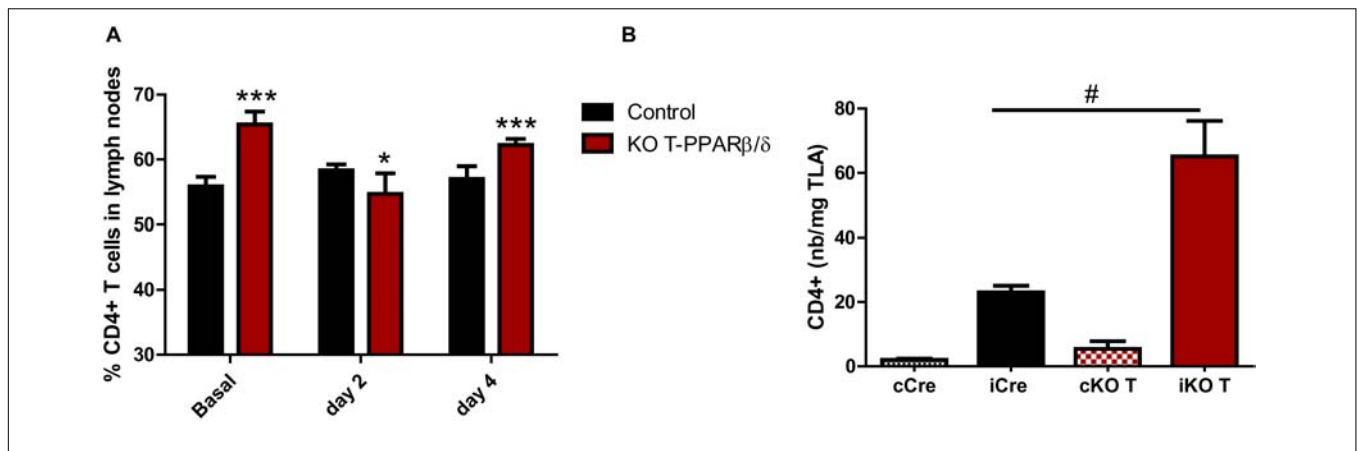 A
% CD4+ T cells in lymph nodes
70
60
50
40
30
***
*
***
Basal
day 2
day 4
Control
KO T-PPARβ/δ
B
CD4+ (nb/mg TLA)
80
60
40
20
0
#
cCre
iCre
cKO T
iKO T